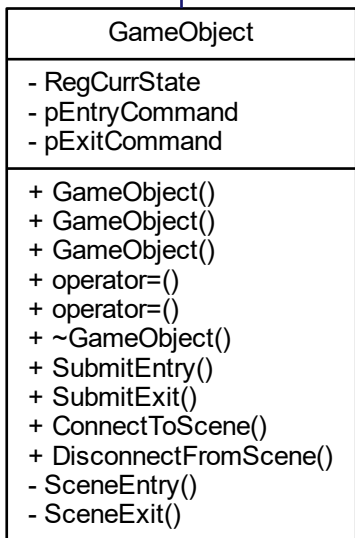 GameObject
- RegCurrState
- pEntryCommand
- pExitCommand
+ GameObject()
+ GameObject()
+ GameObject()
+ operator=()
+ operator=()
+ ~GameObject()
+ SubmitEntry()
+ SubmitExit()
+ ConnectToScene()
+ DisconnectFromScene()
- SceneEntry()
- SceneExit()